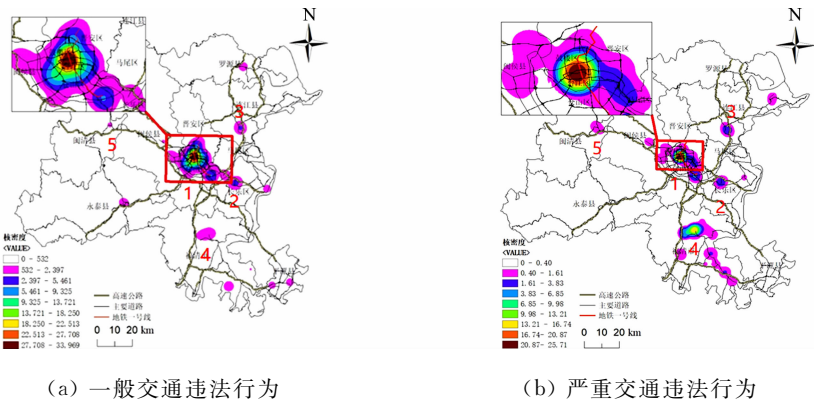 N
安区
马尾区
罗源县
连江县
3
晋安区
闽侯县
闽清县
5
1
2
永泰县
4
核密度
<VALUE>
0 - 532
532 - 2.397
2.397 - 5.461
5.461 - 9.325
9.325 - 13.721
13.721 - 18.250
18.250 - 22.513
22.513 - 27.708
27.708 - 33.969
高速公路
主要道路
地铁一号线
0 10 20 km
(a) 一般交通违法行为
N
安区
闽侯县
罗源县
3
晋安区
闽侯县
闽清县
5
1
2
永泰县
4
核密度
<VALUE>
0 - 0.40
0.40 - 1.61
1.61 - 3.83
3.83 - 6.85
6.85 - 9.98
9.98 - 13.21
13.21 - 16.74
16.74- 20.87
20.87- 25.71
高速公路
主要道路
地铁一号线
0 10 20 km
(b) 严重交通违法行为